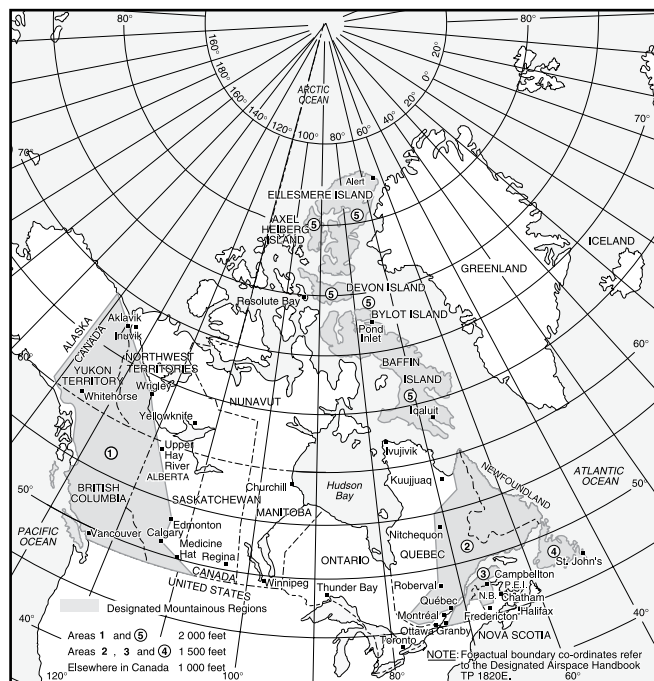 80°
80°
160°
160°
160°
160°
140°
140°
120°
120°
100°
80°
60°
40°
20°
0°
ARCTIC
OCEAN
70°
70°
Alert
ELLESMERE ISLAND
5
AXEL
HEIBERG
ISLAND
5
ICELAND
GREENLAND
DEVON ISLAND
5
Resolute Bay
5
BYLOT ISLAND
Pond
Inlet
Aklavik
Inuvik
ALASKA
CANADA
60°
60°
NORTHWEST
TERRITORIES
YUKON
TERRITORY
Whitehorse
Wrigley
BAFFIN
ISLAND
5
Iqaluit
NUNAVUT
Yellowknife
Ivujivik
1
Upper
Hay
River
ALBERTA
Kuujjuaq
NEWFOUNDLAND
ATLANTIC
OCEAN
50°
50°
BRITISH
COLUMBIA
SASKATCHEWAN
Churchill
Hudson
Bay
MANITOBA
PACIFIC
OCEAN
Vancouver
Edmonton
Calgary
Medicine
Hat
Regina
Nitchequon
QUEBEC
2
4
St. John's
ONTARIO
3
Campbellton
P.E.I.
CANADA
UNITED STATES
Winnipeg
Thunder Bay
Roberval
N.B.
Chatham
Québec
Halifax
Montréal
Fredericton
Ottawa
Granby
NOVA SCOTIA
Toronto
40°
40°
Designated Mountainous Regions
Areas 1 and 5 2 000 feet
Areas 2 , 3 and 4 1 500 feet
Elsewhere in Canada 1 000 feet
NOTE: For actual boundary co-ordinates refer
to the Designated Airspace Handbook
TP 1820E.
120°
100°
80°
60°